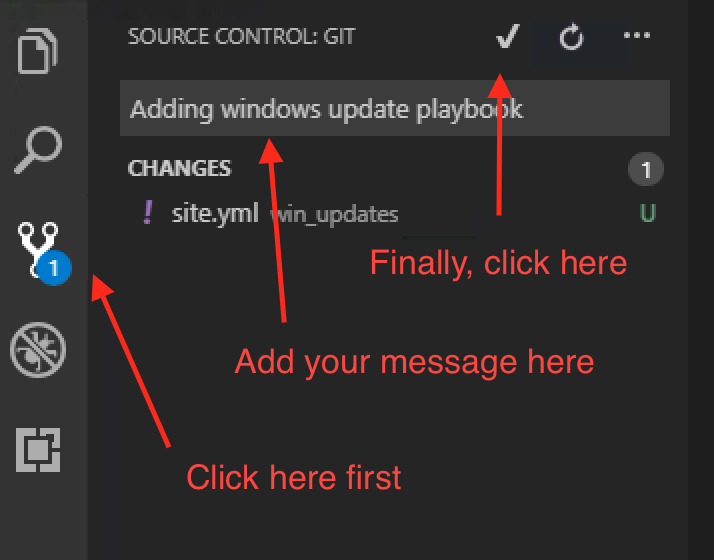 SOURCE CONTROL: GIT
Adding windows update playbook
CHANGES 1
! site.yml win_updates U
Finally, click here
1
Add your message here
Click here first